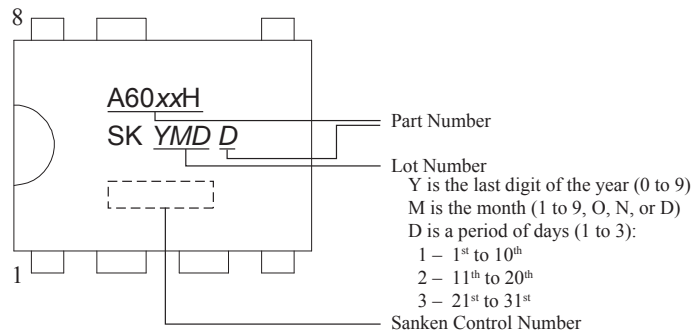 8
A60xxH
SK YMD D
1
Part Number
Lot Number
Y is the last digit of the year (0 to 9)
M is the month (1 to 9, O, N, or D)
D is a period of days (1 to 3):
1 – 1st to 10th
2 – 11th to 20th
3 – 21st to 31st
Sanken Control Number